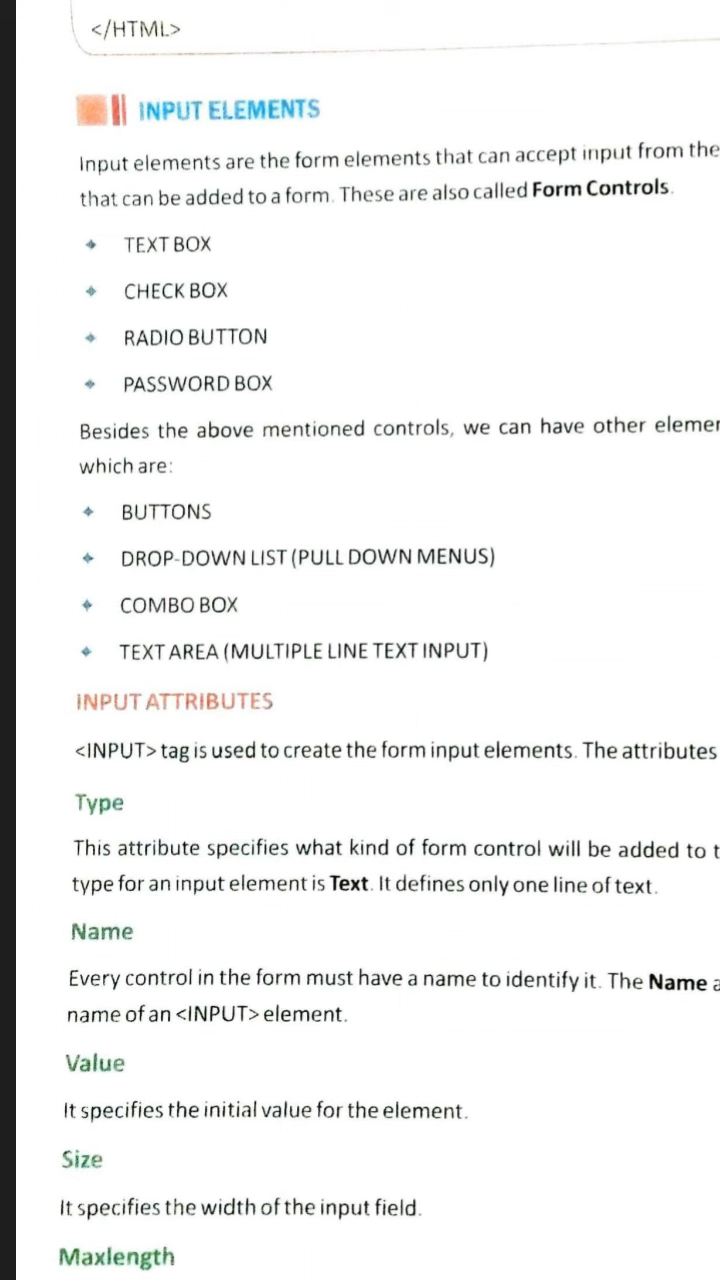 </HTML>
INPUT ELEMENTS
Input elements are the form elements that can accept input from the
that can be added to a form. These are also called Form Controls.
TEXT BOX
CHECK BOX
RADIO BUTTON
PASSWORD BOX
Besides the above mentioned controls, we can have other
which are:
BUTTONS
DROP-DOWN LIST (PULL DOWN MENUS)
COMBO BOX
TEXT AREA (MULTIPLE LINE TEXT INPUT)
INPUT ATTRIBUTES
<INPUT> tag is used to create the form input elements. The attributes
Type
This attribute specifies what kind of form control will be added to
type for an input element is Text. It defines only one line of text.
Name
Every control in the form must have a name to identify it. The Name
name of an <INPUT> element.
Value
It specifies the initial value for the element.
Size
It specifies the width of the input field.
Maxlength